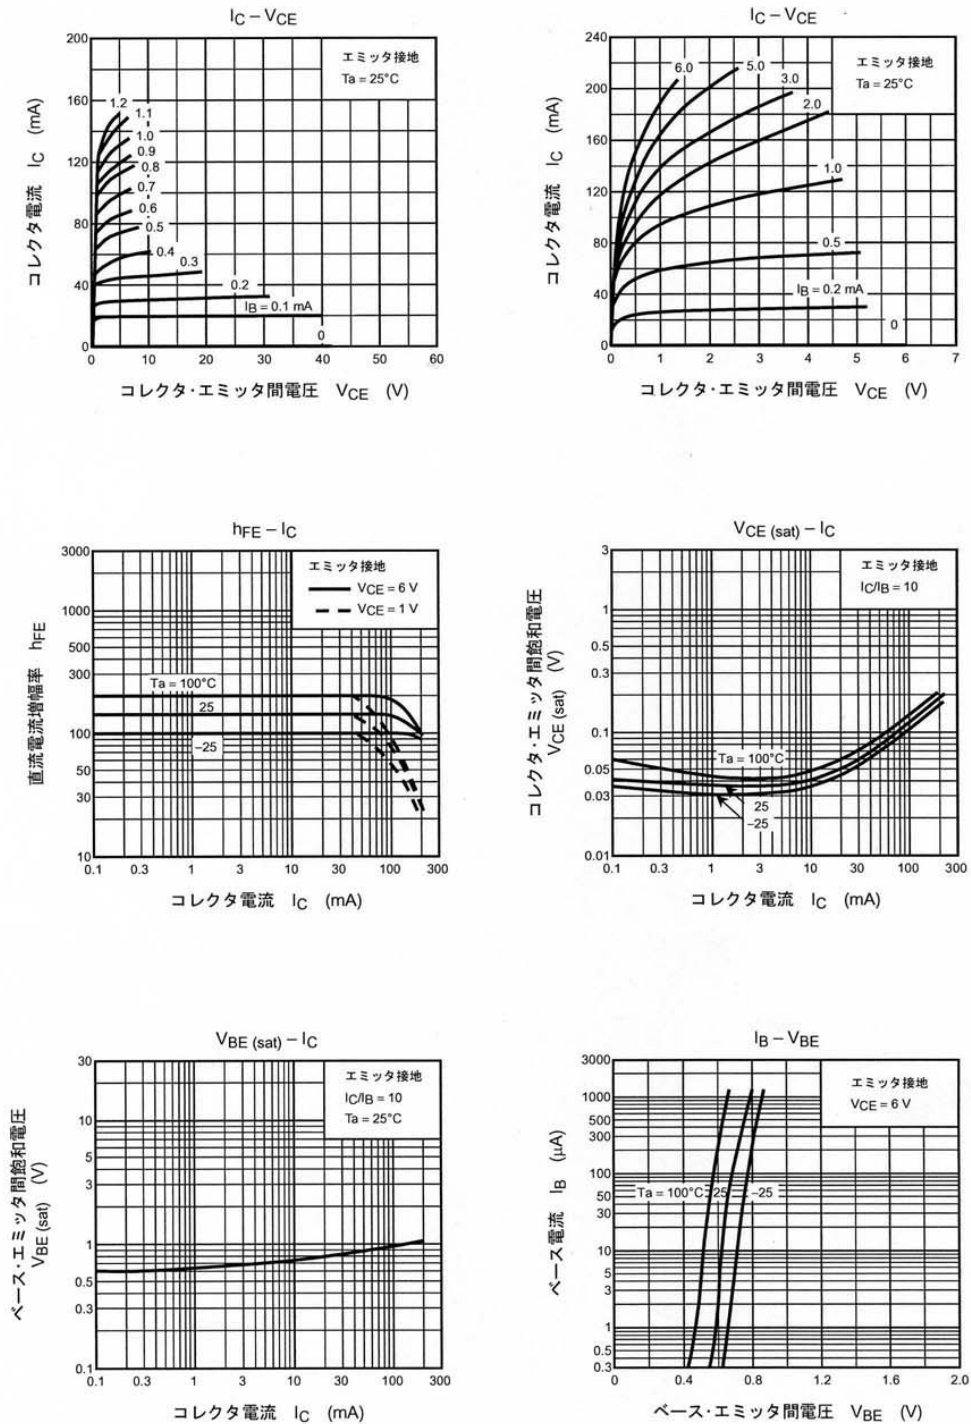 IC – VCE
200
160
120
80
40
0
コレクタ電流 IC (mA)
エミッタ接地
Ta = 25°C
1.2
1.1
1.0
0.9
0.8
0.7
0.6
0.5
0.4
0.3
0.2
IB = 0.1 mA
0
0 10 20 30 40 50 60
コレクタ・エミッタ間電圧 VCE (V)
IC – VCE
240
200
160
120
80
40
0
コレクタ電流 IC (mA)
エミッタ接地
Ta = 25°C
6.0
5.0
3.0
2.0
1.0
0.5
IB = 0.2 mA
0
0 1 2 3 4 5 6 7
コレクタ・エミッタ間電圧 VCE (V)
hFE – IC
3000
1000
500
300
100
50
30
10
直流電流増幅率 hFE
エミッタ接地
VCE = 6 V
VCE = 1 V
Ta = 100°C
25
–25
0.1 0.3 1 3 10 30 100 300
コレクタ電流 IC (mA)
VCE (sat) – IC
3
1
0.5
0.3
0.1
0.05
0.03
0.01
コレクタ・エミッタ間飽和電圧
VCE (sat) (V)
エミッタ接地
IC/IB = 10
Ta = 100°C
25
–25
0.1 0.3 1 3 10 30 100 300
コレクタ電流 IC (mA)
VBE (sat) – IC
30
10
5
3
1
0.5
0.3
0.1
ベース・エミッタ間飽和電圧
VBE (sat) (V)
エミッタ接地
IC/IB = 10
Ta = 25°C
0.1 0.3 1 3 10 30 100 300
コレクタ電流 IC (mA)
IB – VBE
3000
1000
500
300
100
50
30
10
5
3
1
0.5
0.3
ベース電流 IB (μA)
エミッタ接地
VCE = 6 V
Ta = 100°C 25 –25
0 0.4 0.8 1.2 1.6 2.0
ベース・エミッタ間電圧 VBE (V)